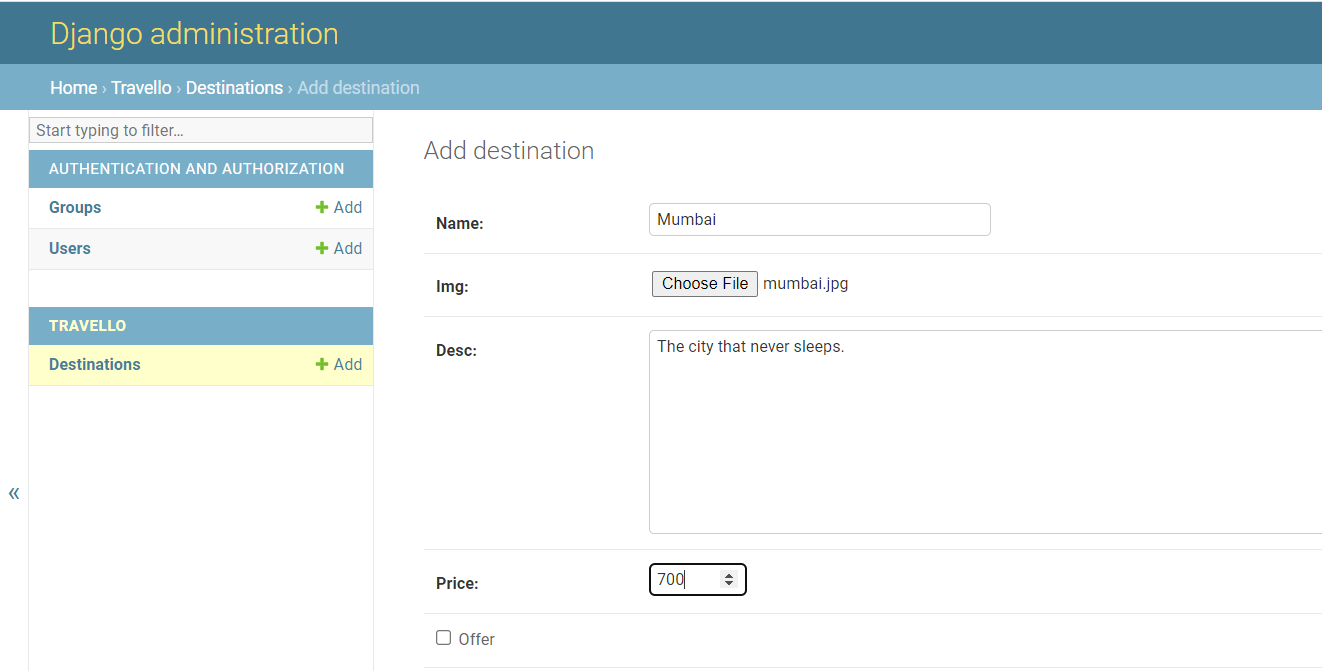 Django administration
Home › Travello › Destinations › Add destination
Start typing to filter...
AUTHENTICATION AND AUTHORIZATION
Groups + Add
Users + Add
TRAVELLO
Destinations + Add
«
Add destination
Name: Mumbai
Img: Choose File mumbai.jpg
Desc: The city that never sleeps.
Price: 700
Offer